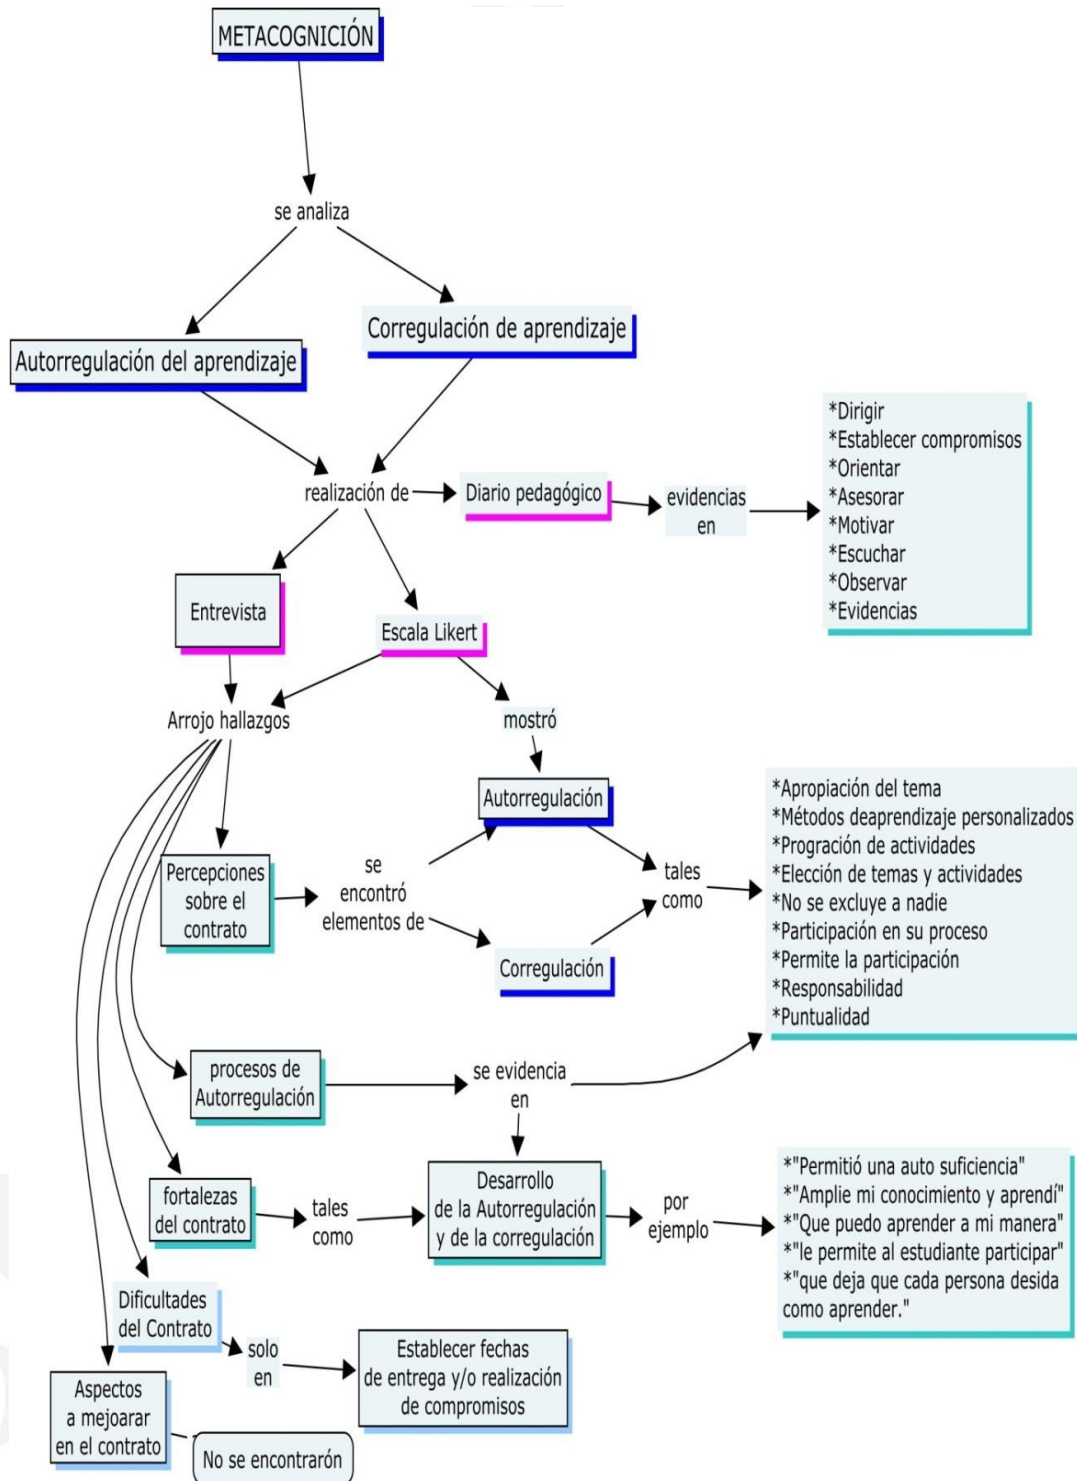 METACOGNICIÓN
se analiza
Corregulación de aprendizaje
Autorregulación del aprendizaje
realización de
Diario pedagógico
evidencias
en
*Dirigir
*Establecer compromisos
*Orientar
*Asesorar
*Motivar
*Escuchar
*Observar
*Evidencias
Entrevista
Escala Likert
Arrojo hallazgos
mostró
Autorregulación
Percepciones
sobre el
contrato
se
encontró
elementos de
Corregulación
tales
como
*Apropiación del tema
*Métodos deaprendizaje personalizados
*Progración de actividades
*Elección de temas y actividades
*No se excluye a nadie
*Participación en su proceso
*Permite la participación
*Responsabilidad
*Puntualidad
procesos de
Autorregulación
se evidencia
en
fortalezas
del contrato
tales
como
Desarrollo
de la Autorregulación
y de la corregulación
por
ejemplo
*"Permitió una auto suficiencia"
*"Amplie mi conocimiento y aprendí"
*"Que puedo aprender a mi manera"
*"le permite al estudiante participar"
*"que deja que cada persona desida
como aprender."
Dificultades
del Contrato
solo
en
Establecer fechas
de entrega y/o realización
de compromisos
Aspectos
a mejoarar
en el contrato
No se encontrarón